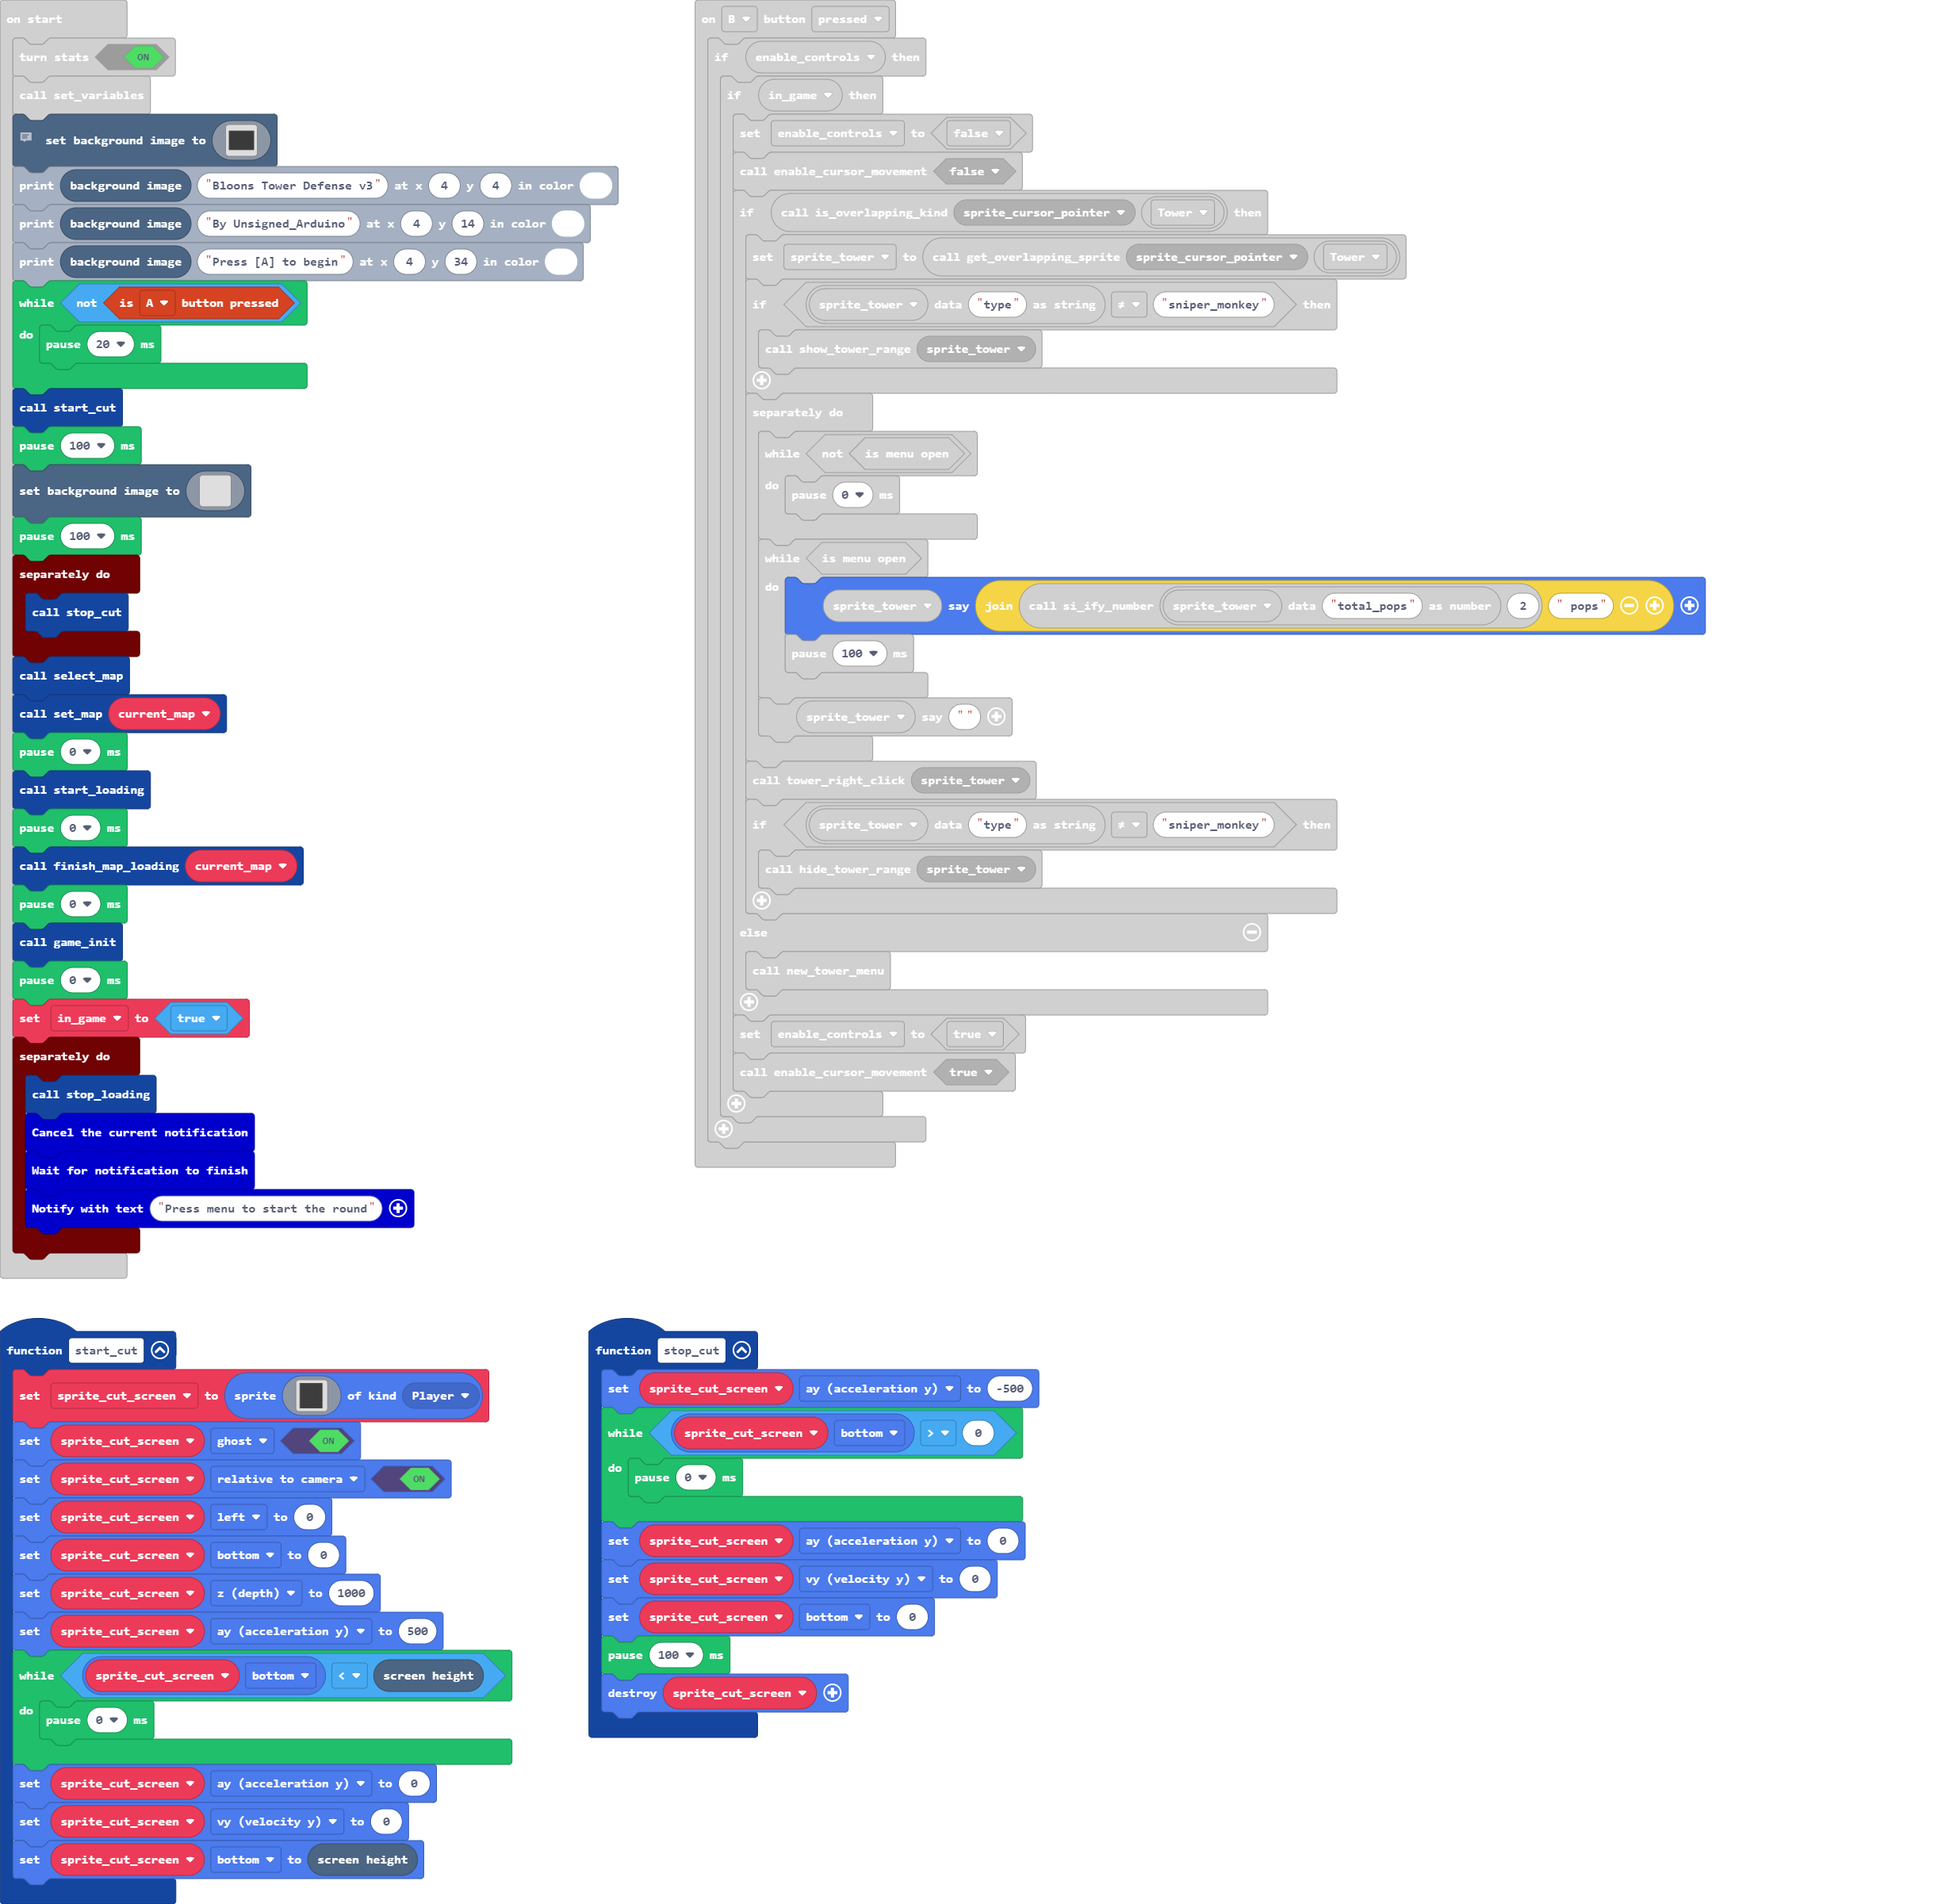 on start
turn stats ON
call set_variables
set background image to
print background image "Bloons Tower Defense v3" at x 4 y 4 in color
print background image "By Unsigned_Arduino" at x 4 y 14 in color
print background image "Press [A] to begin" at x 4 y 34 in color
while not is A button pressed
do pause 20 ms
call start_cut
pause 100 ms
set background image to
pause 100 ms
separately do
call stop_cut
call select_map
call set_map current_map
pause 0 ms
call start_loading
pause 0 ms
call finish_map_loading current_map
pause 0 ms
call game_init
pause 0 ms
set in_game to true
separately do
call stop_loading
Cancel the current notification
Wait for notification to finish
Notify with text "Press menu to start the round"
on B button pressed
if enable_controls then
if in_game then
set enable_controls to false
call enable_cursor_movement false
if call is_overlapping_kind sprite_cursor_pointer Tower then
set sprite_tower to call get_overlapping_sprite sprite_cursor_pointer Tower
if sprite_tower data "type" as string ≠ "sniper_monkey" then
call show_tower_range sprite_tower
separately do
while not is menu open
do pause 0 ms
while is menu open
do sprite_tower say join call si_ify_number sprite_tower data "total_pops" as number 2 " pops"
pause 100 ms
sprite_tower say " "
call tower_right_click sprite_tower
if sprite_tower data "type" as string ≠ "sniper_monkey" then
call hide_tower_range sprite_tower
else
call new_tower_menu
set enable_controls to true
call enable_cursor_movement true
function start_cut
set sprite_cut_screen to sprite of kind Player
set sprite_cut_screen ghost ON
set sprite_cut_screen relative to camera ON
set sprite_cut_screen left to 0
set sprite_cut_screen bottom to 0
set sprite_cut_screen z (depth) to 1000
set sprite_cut_screen ay (acceleration y) to 500
while sprite_cut_screen bottom < screen height
do pause 0 ms
set sprite_cut_screen ay (acceleration y) to 0
set sprite_cut_screen vy (velocity y) to 0
set sprite_cut_screen bottom to screen height
function stop_cut
set sprite_cut_screen ay (acceleration y) to -500
while sprite_cut_screen bottom > 0
do pause 0 ms
set sprite_cut_screen ay (acceleration y) to 0
set sprite_cut_screen vy (velocity y) to 0
set sprite_cut_screen bottom to 0
pause 100 ms
destroy sprite_cut_screen